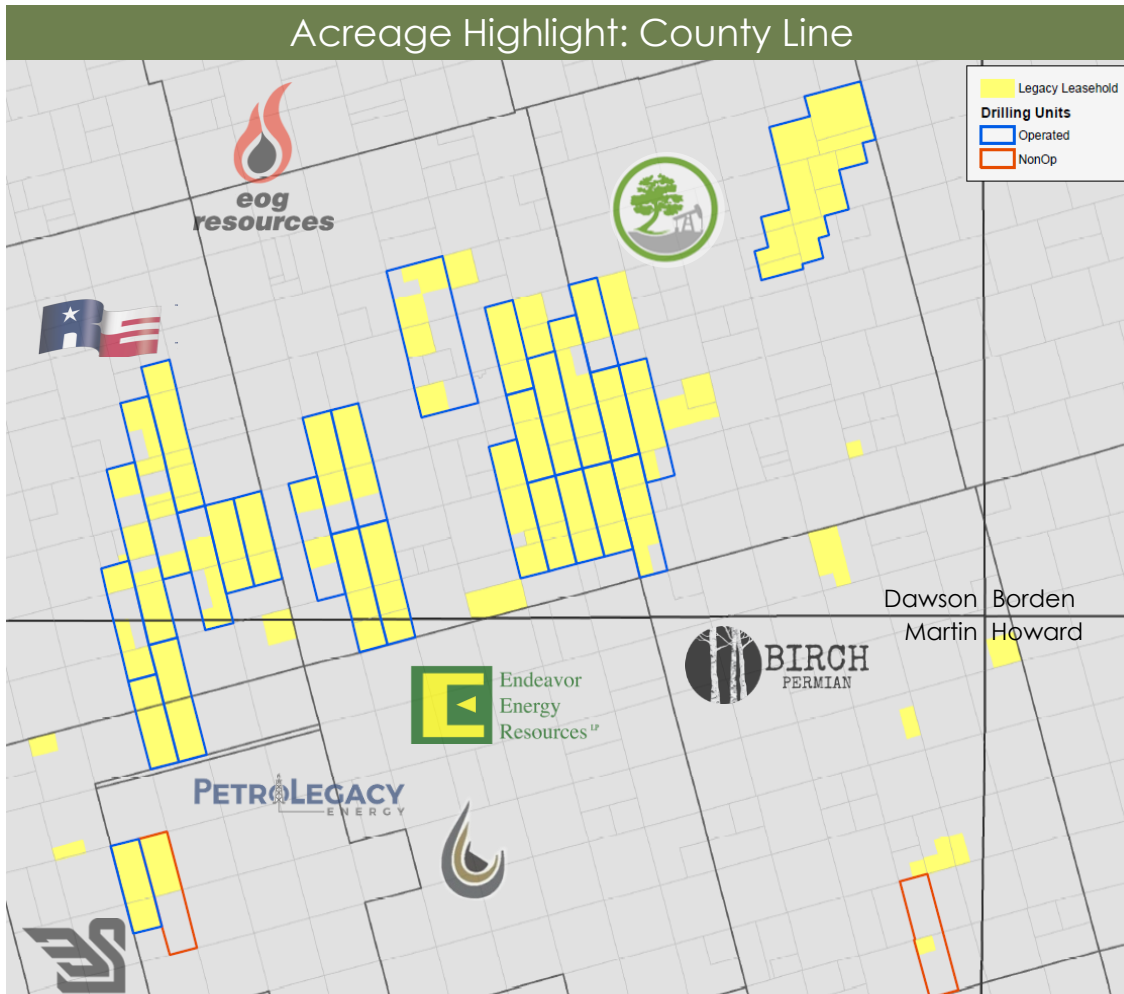 Acreage Highlight: County Line
Legacy Leasehold
Drilling Units
Operated
NonOp
eog
resources
Dawson
Borden
Martin
Howard
BIRCH
PERMIAN
Endeavor
Energy
Resources LP
PETROLEGACY
ENERGY